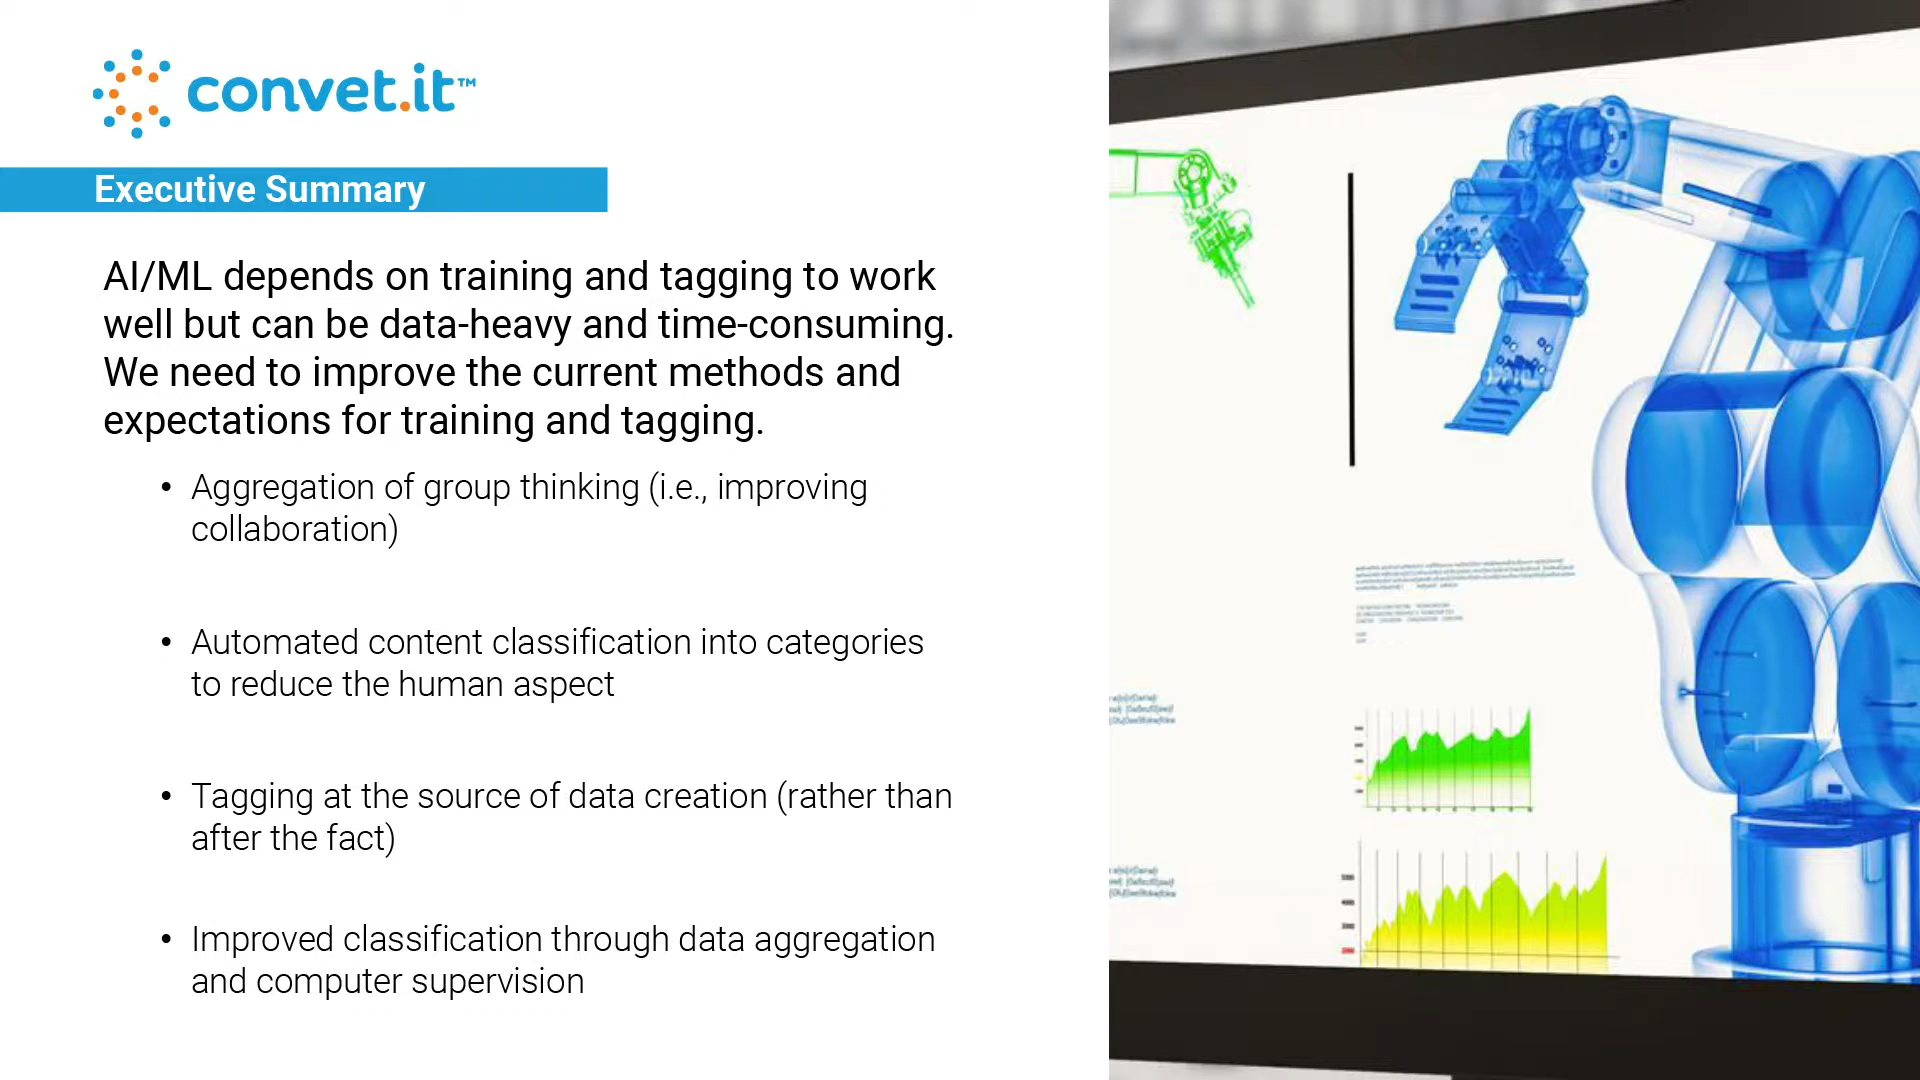 convet.it™
Executive Summary
AI/ML depends on training and tagging to work
well but can be data-heavy and time-consuming.
We need to improve the current methods and
expectations for training and tagging.
• Aggregation of group thinking (i.e., improving
collaboration)
• Automated content classification into categories
to reduce the human aspect
• Tagging at the source of data creation (rather than
after the fact)
• Improved classification through data aggregation
and computer supervision